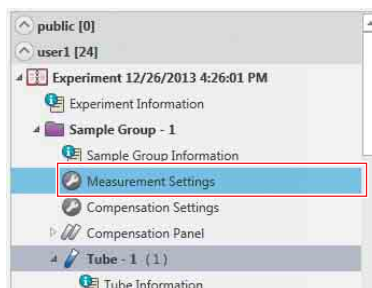 public [0]
user1 [24]
Experiment 12/26/2013 4:26:01 PM
Experiment Information
Sample Group - 1
Sample Group Information
Measurement Settings
Compensation Settings
Compensation Panel
Tube - 1 (1)
Tube Information